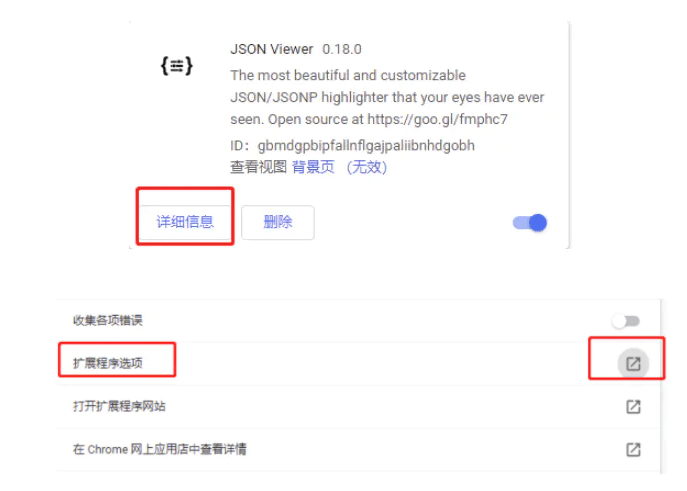 JSON Viewer 0.18.0
The most beautiful and customizable
JSON/JSONP highlighter that your eyes have ever
seen. Open source at https://goo.gl/fmphc7
ID: gbmdgpbipfallnflgajpaliibnhdgobh
查看视图 背景页 （无效）
详细信息 删除
收集各项错误
扩展程序选项
打开扩展程序网站
在 Chrome 网上应用店中查看详情